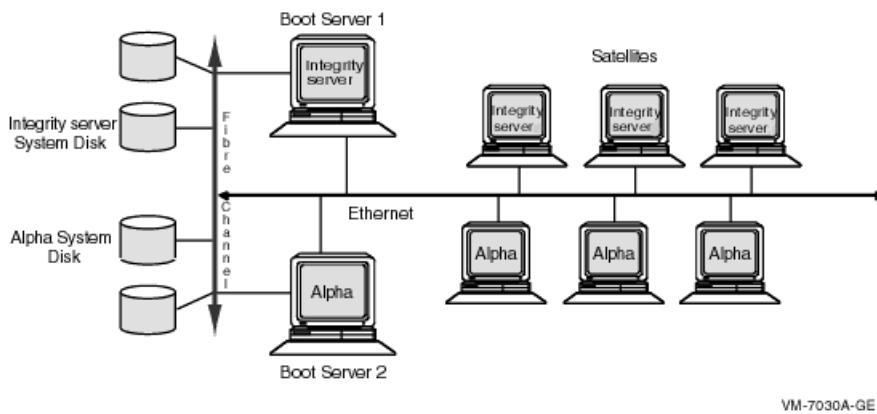 Boot Server 1
Integrity
server
Satellites
Integrity
server
Integrity
server
Integrity
server
Integrity server
System Disk
Fibre
Channel
Ethernet
Alpha System
Disk
Alpha
Alpha
Alpha
Alpha
Boot Server 2
VM-7030A-GE